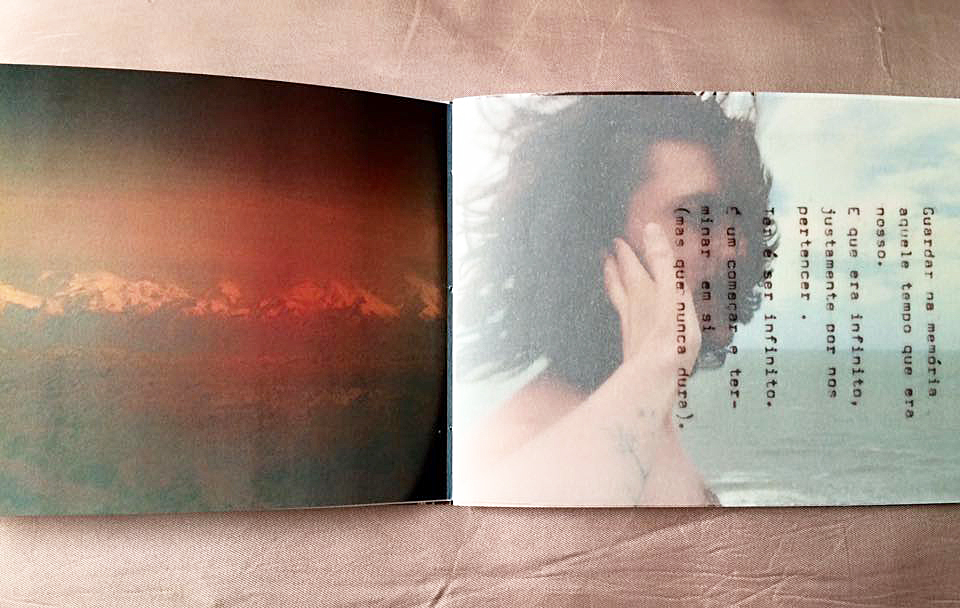 Guardar na memória
aquele tempo que era
nosso.
E que era infinito,
justamente por nos
pertencer .
Ter é ser infinito.
É um começar e ter-
minar em si
(mas que nunca dura).